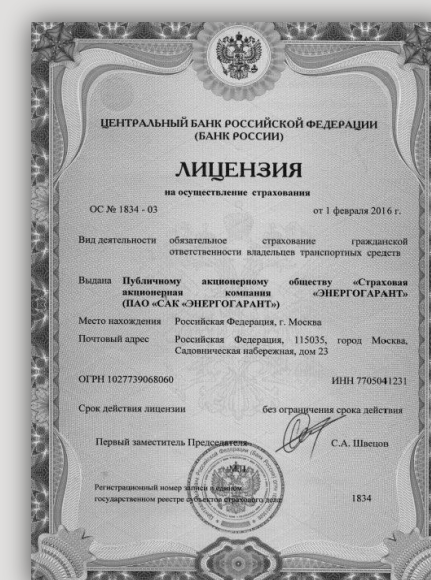 ЦЕНТРАЛЬНЫЙ БАНК РОССИЙСКОЙ ФЕДЕРАЦИИ
(БАНК РОССИИ)
ЛИЦЕНЗИЯ
на осуществление страхования
ОС № 1834 - 03 от 1 февраля 2016 г.
Вид деятельности обязательное страхование гражданской
ответственности владельцев транспортных средств
Выдана Публичному акционерному обществу «Страховая
акционерная компания «ЭНЕРГОГАРАНТ»
(ПАО «САК «ЭНЕРГОГАРАНТ»)
Место нахождения Российская Федерация, г. Москва
Почтовый адрес Российская Федерация, 115035, город Москва,
Садовническая набережная, дом 23
ОГРН 1027739068060 ИНН 7705041231
Срок действия лицензии без ограничения срока действия
Первый заместитель Председателя С.А. Швецов
Регистрационный номер записи в едином
государственном реестре субъектов страхового дела 1834